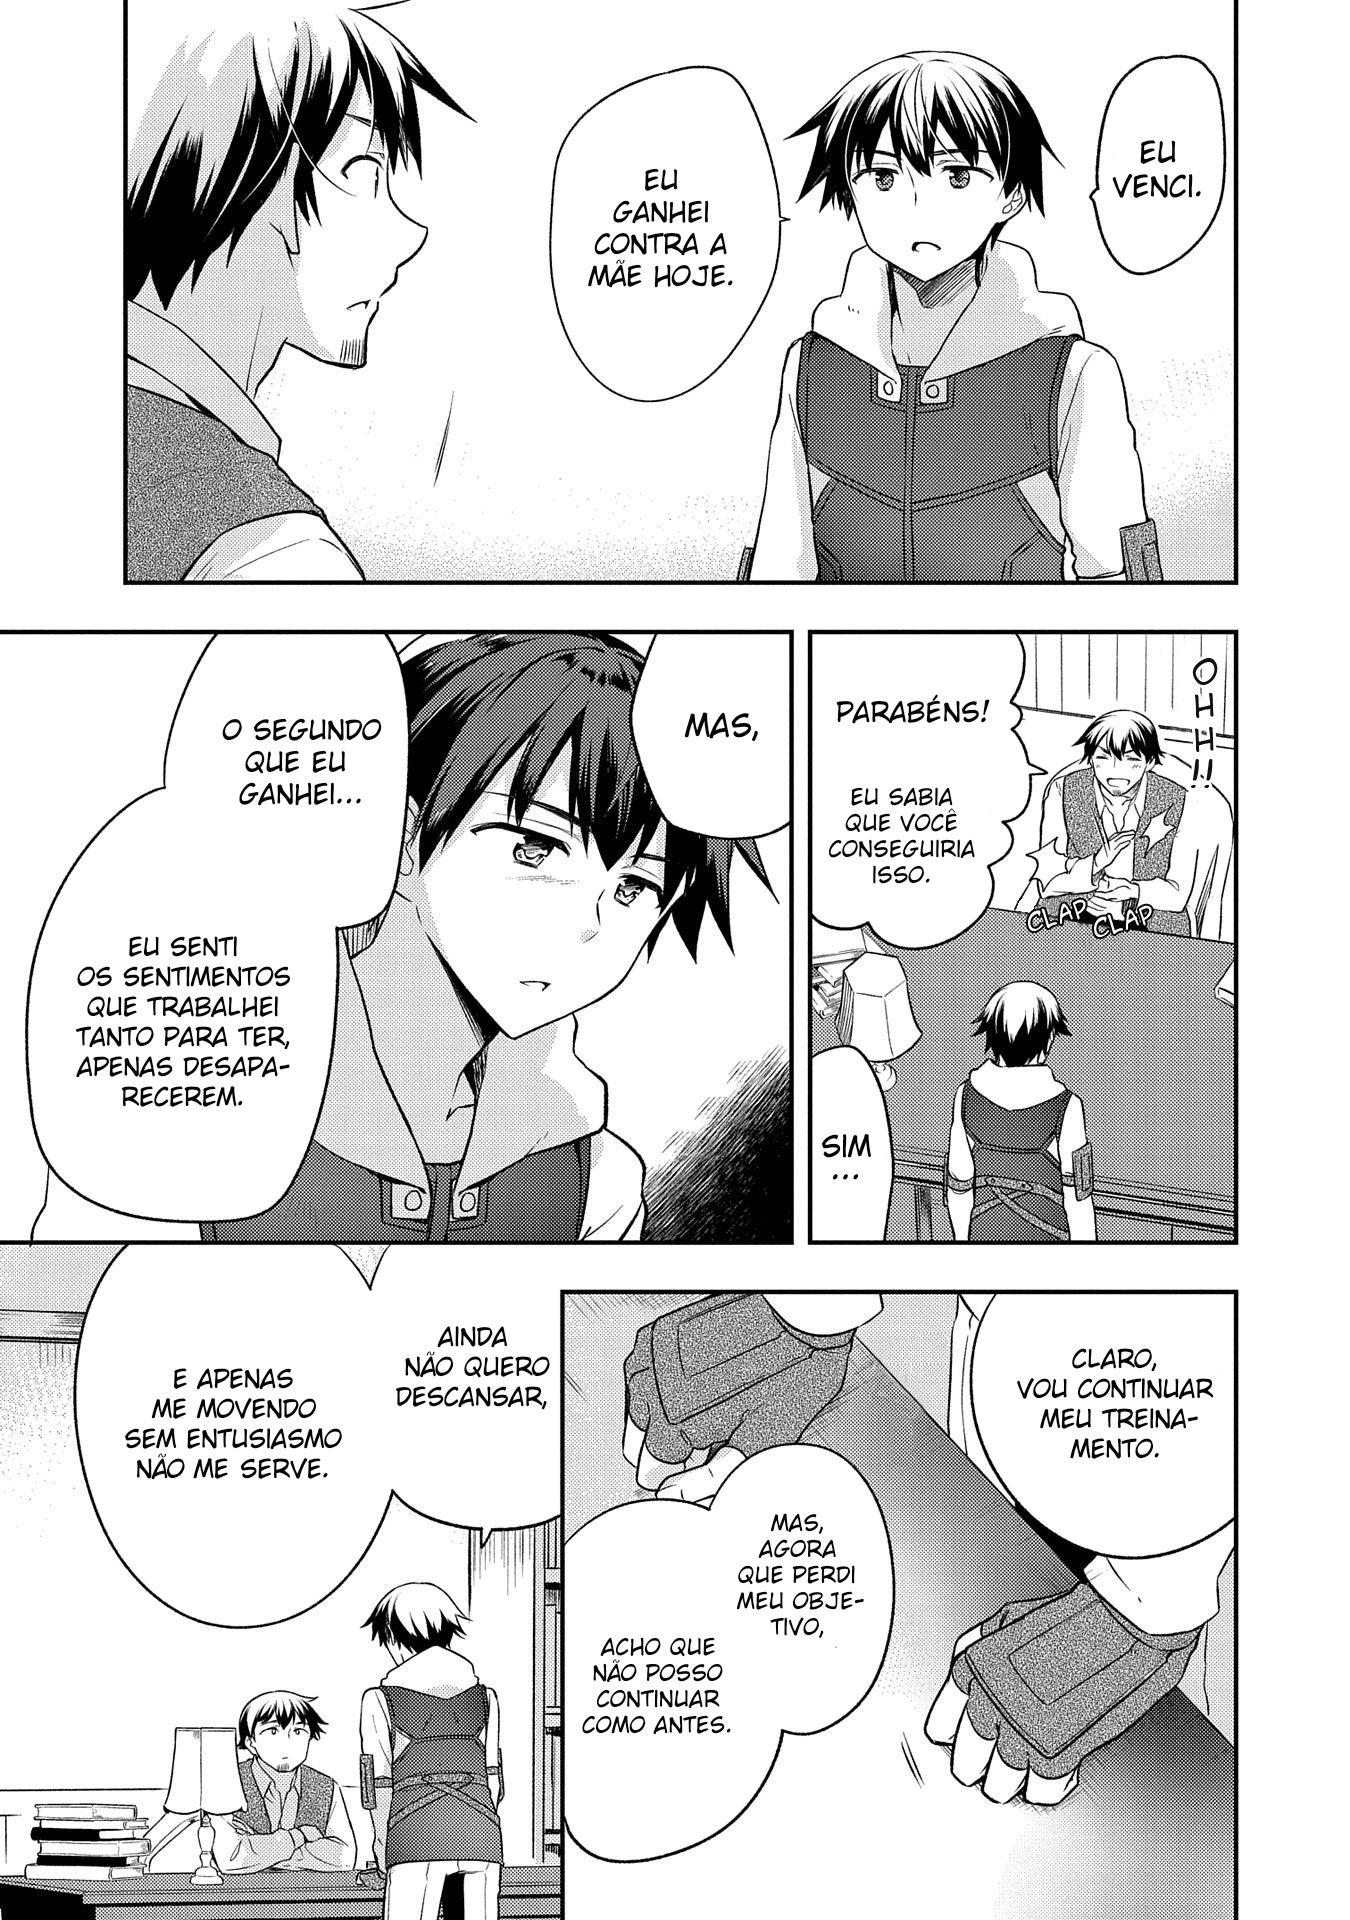 EU
VENCI.
EU
GANHEI
CONTRA A
MÃE HOJE.
OHH!!
PARABÉNS!
EU SABIA
QUE VOCÊ
CONSEGUIRIA
ISSO.
CLAP
CLAP
SIM
...
MAS,
O SEGUNDO
QUE EU
GANHEI...
EU SENTI
OS SENTIMENTOS
QUE TRABALHEI
TANTO PARA TER,
APENAS DESAPA-
RECEREM.
CLARO,
VOU CONTINUAR
MEU TREINA-
MENTO.
MAS,
AGORA
QUE PERDI
MEU OBJE-
TIVO,
ACHO QUE
NÃO POSSO
CONTINUAR
COMO ANTES.
AINDA
NÃO QUERO
DESCANSAR,
E APENAS
ME MOVENDO
SEM ENTUSIASMO
NÃO ME SERVE.